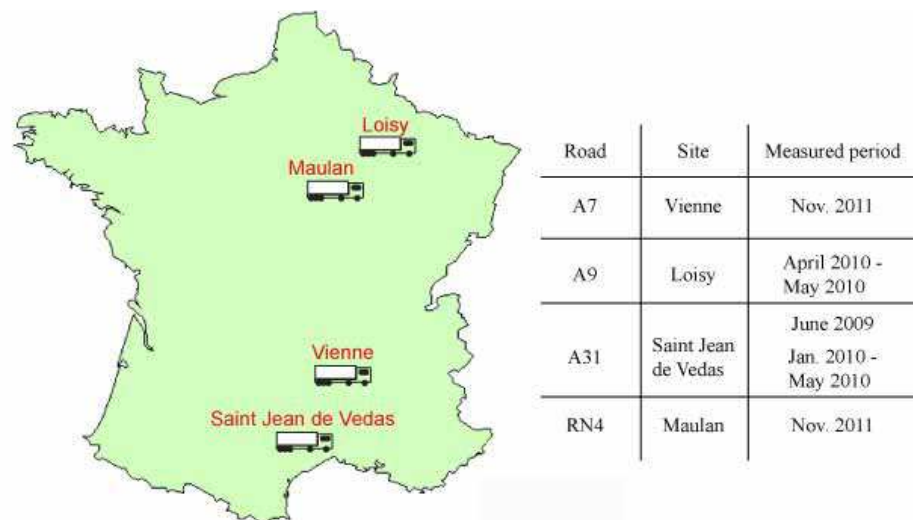 Loisy
Maulan
Vienne
Saint Jean de Vedas
Road Site Measured period
A7 Vienne Nov. 2011
A9 Loisy April 2010 -
May 2010
A31 Saint Jean
de Vedas June 2009
Jan. 2010 -
May 2010
RN4 Maulan Nov. 2011